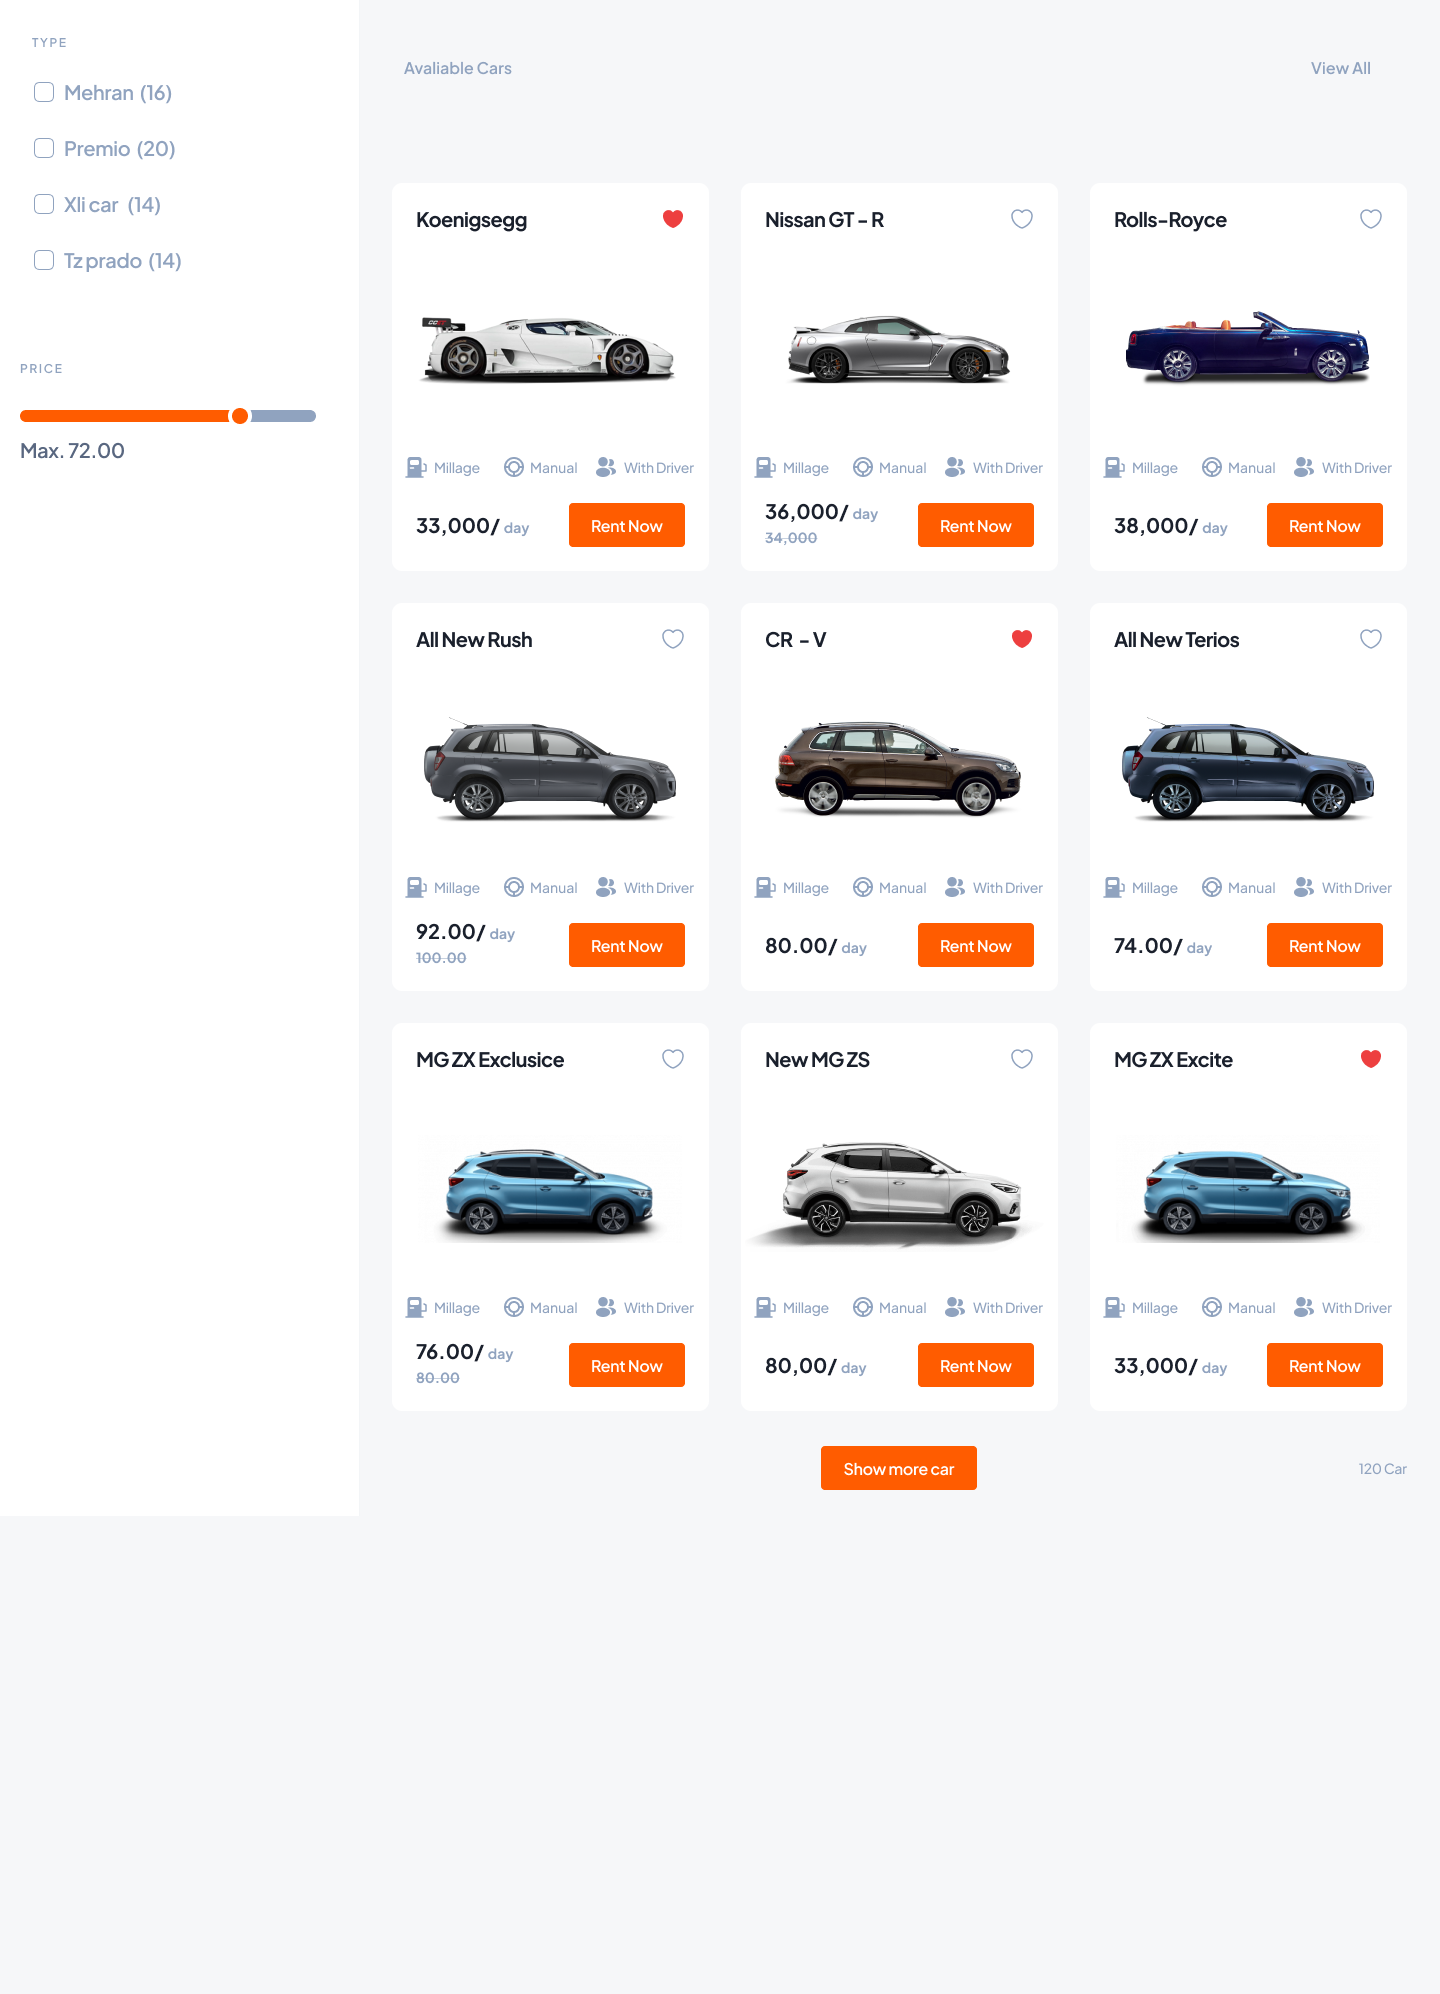 TYPE
Mehran (16)
Premio (20)
Xli car (14)
Tz prado (14)
PRICE
Max. 72.00
Avaliable Cars
View All
Koenigsegg
Millage Manual With Driver
33,000/ day
Rent Now
Nissan GT - R
Millage Manual With Driver
36,000/ day
34,000
Rent Now
Rolls-Royce
Millage Manual With Driver
38,000/ day
Rent Now
All New Rush
Millage Manual With Driver
92.00/ day
100.00
Rent Now
CR - V
Millage Manual With Driver
80.00/ day
Rent Now
All New Terios
Millage Manual With Driver
74.00/ day
Rent Now
MG ZX Exclusice
Millage Manual With Driver
76.00/ day
80.00
Rent Now
New MG ZS
Millage Manual With Driver
80,00/ day
Rent Now
MG ZX Excite
Millage Manual With Driver
33,000/ day
Rent Now
Show more car
120 Car